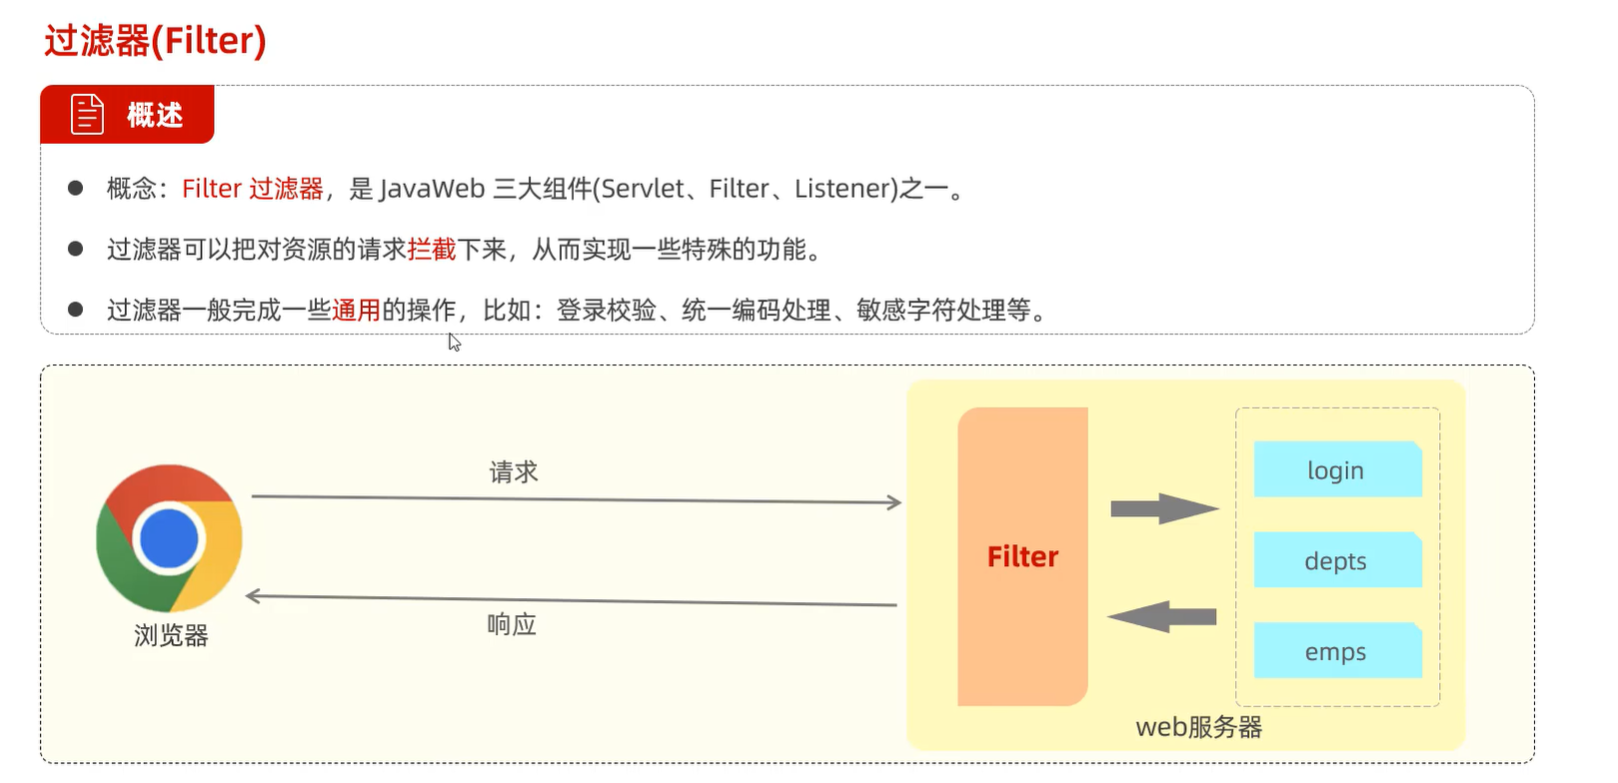 过滤器(Filter)
概述
概念：Filter 过滤器，是 JavaWeb 三大组件(Servlet、Filter、Listener)之一。
过滤器可以把对资源的请求拦截下来，从而实现一些特殊的功能。
过滤器一般完成一些通用的操作，比如：登录校验、统一编码处理、敏感字符处理等。
请求
响应
浏览器
Filter
login
depts
emps
web服务器